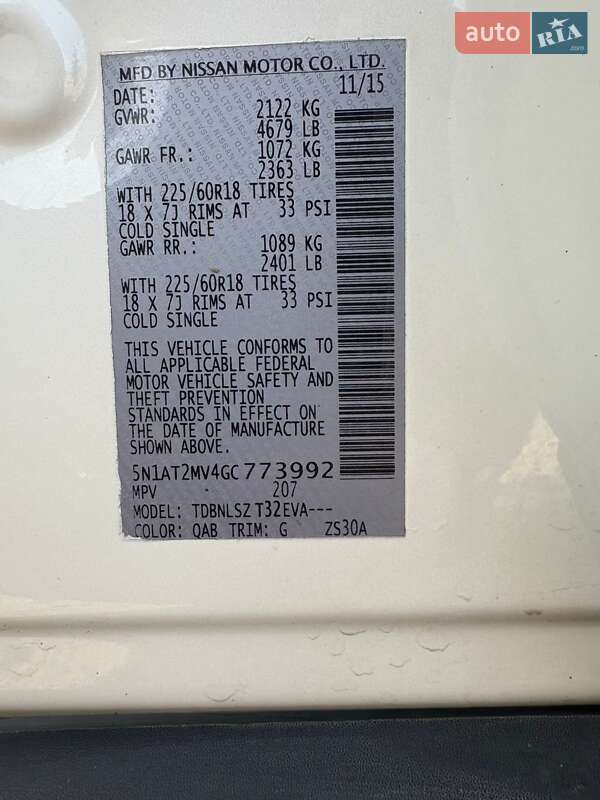 auto RIA .com
MFD BY NISSAN MOTOR CO., LTD.
DATE: 11/15
GVWR: 2122 KG
4679 LB
GAWR FR.: 1072 KG
2363 LB
WITH 225/60R18 TIRES
18 X 7J RIMS AT 33 PSI
COLD SINGLE
GAWR RR.: 1089 KG
2401 LB
WITH 225/60R18 TIRES
18 X 7J RIMS AT 33 PSI
COLD SINGLE
THIS VEHICLE CONFORMS TO
ALL APPLICABLE FEDERAL
MOTOR VEHICLE SAFETY AND
THEFT PREVENTION
STANDARDS IN EFFECT ON
THE DATE OF MANUFACTURE
SHOWN ABOVE.
5N1AT2MV4GC773992
MPV 207
MODEL: TDBNLSZ T32EVA---
COLOR: QAB TRIM: G ZS30A